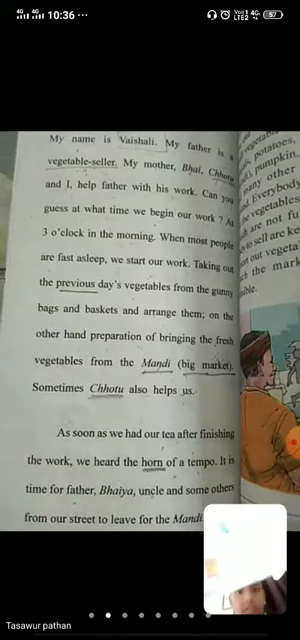 10:36
My name is Vaishali. My father is a
vegetable-seller. My mother, Bhai, Chhotu
and I, help father with his work. Can you
guess at what time we begin our work ? At
3 o'clock in the morning. When most people
are fast asleep, we start our work. Taking out
the previous day's vegetables from the gunny
bags and baskets and arrange them; on the
other hand preparation of bringing the fresh
vegetables from the Mandi (big market).
Sometimes Chhotu also helps us.
As soon as we had our tea after finishing
the work, we heard the horn of a tempo. It is
time for father, Bhaiya, uncle and some others
from our street to leave for the Mandi.
potatoes,
pumpkin.
many other
Everybody
vegetables
are not fu
to sell are ke
out vegeta
the mark
Tasawur pathan